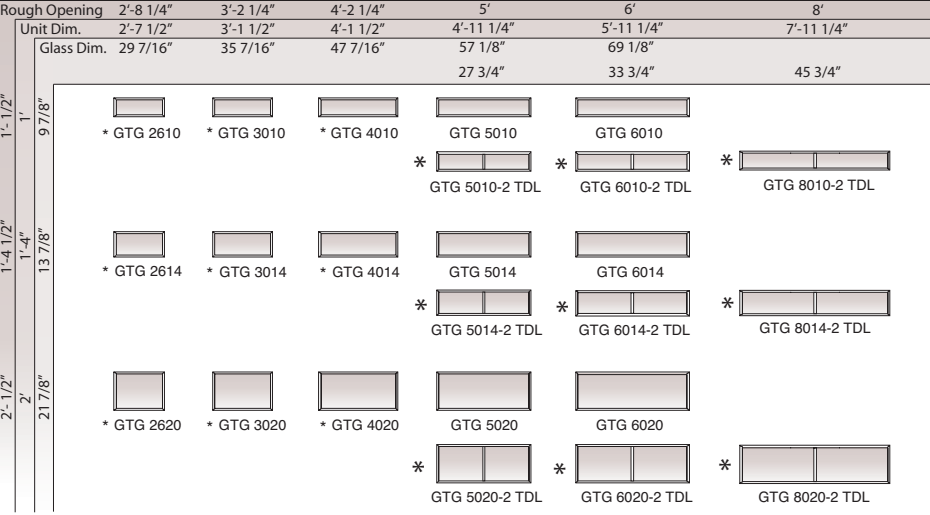 Rough Opening 2'-8 1/4" 3'-2 1/4" 4'-2 1/4" 5' 6' 8'
Unit Dim. 2'-7 1/2" 3'-1 1/2" 4'-1 1/2" 4'-11 1/4" 5'-11 1/4" 7'-11 1/4"
Glass Dim. 29 7/16" 35 7/16" 47 7/16" 57 1/8" 69 1/8"
27 3/4" 33 3/4" 45 3/4"
1'- 1/2" 1' 9 7/8"
* GTG 2610 * GTG 3010 * GTG 4010 GTG 5010 GTG 6010
* * *
GTG 5010-2 TDL GTG 6010-2 TDL GTG 8010-2 TDL
1'-4 1/2" 1'-4" 13 7/8"
* GTG 2614 * GTG 3014 * GTG 4014 GTG 5014 GTG 6014
* * *
GTG 5014-2 TDL GTG 6014-2 TDL GTG 8014-2 TDL
2'- 1/2" 2' 21 7/8"
* GTG 2620 * GTG 3020 * GTG 4020 GTG 5020 GTG 6020
* * *
GTG 5020-2 TDL GTG 6020-2 TDL GTG 8020-2 TDL